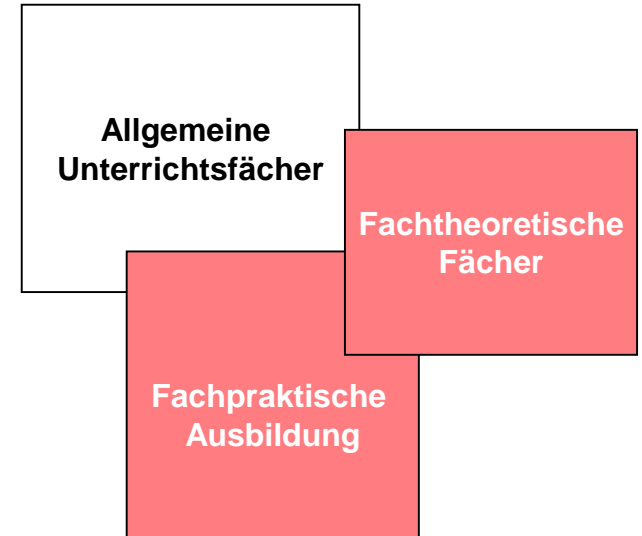 Allgemeine
Unterrichtsfächer
Fachtheoretische
Fächer
Fachpraktische
Ausbildung